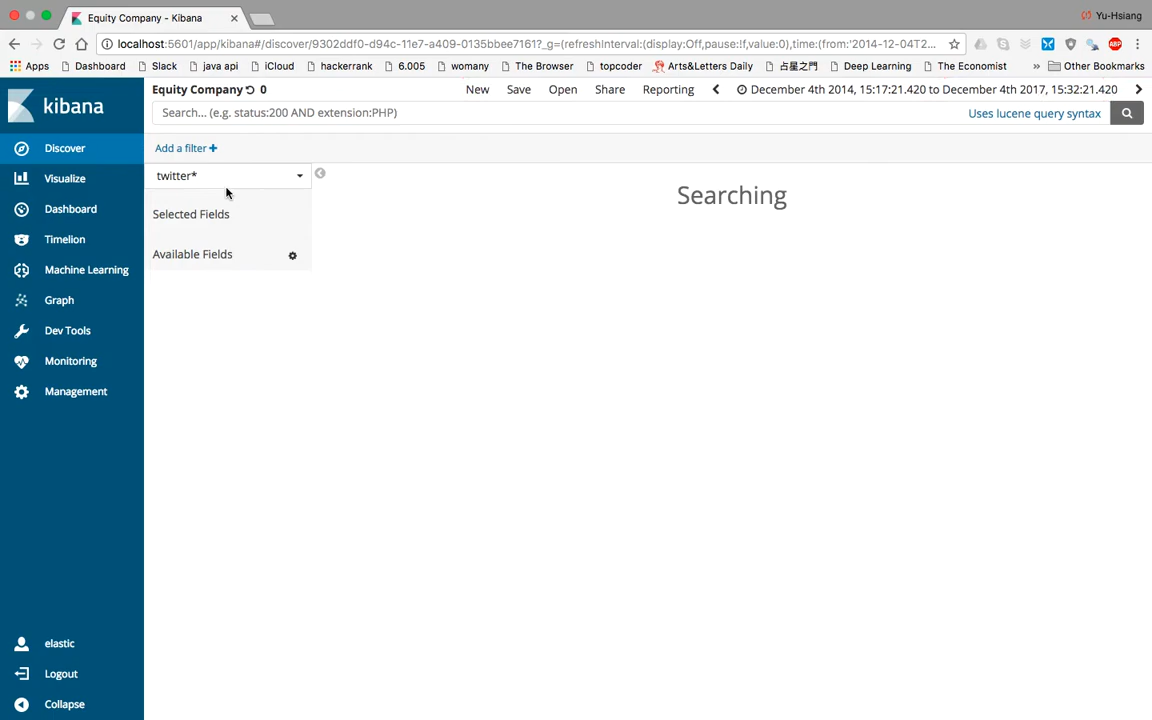 Equity Company - Kibana
Yu-Hsiang
localhost:5601/app/kibana#/discover/9302ddf0-d94c-11e7-a409-0135bbee7161?_g=(refreshInterval:(display:Off,pause:!f,value:0),time:(from:'2014-12-04T2...
ABP
Apps Dashboard Slack java api iCloud hackerrank 6.005 womany The Browser topcoder Arts&Letters Daily 占星之門 Deep Learning The Economist » Other Bookmarks
kibana
Equity Company 0
New Save Open Share Reporting
December 4th 2014, 15:17:21.420 to December 4th 2017, 15:32:21.420
Search... (e.g. status:200 AND extension:PHP)
Uses lucene query syntax
Discover
Visualize
Dashboard
Timelion
Machine Learning
Graph
Dev Tools
Monitoring
Management
elastic
Logout
Collapse
Add a filter +
twitter*
Selected Fields
Available Fields
Searching